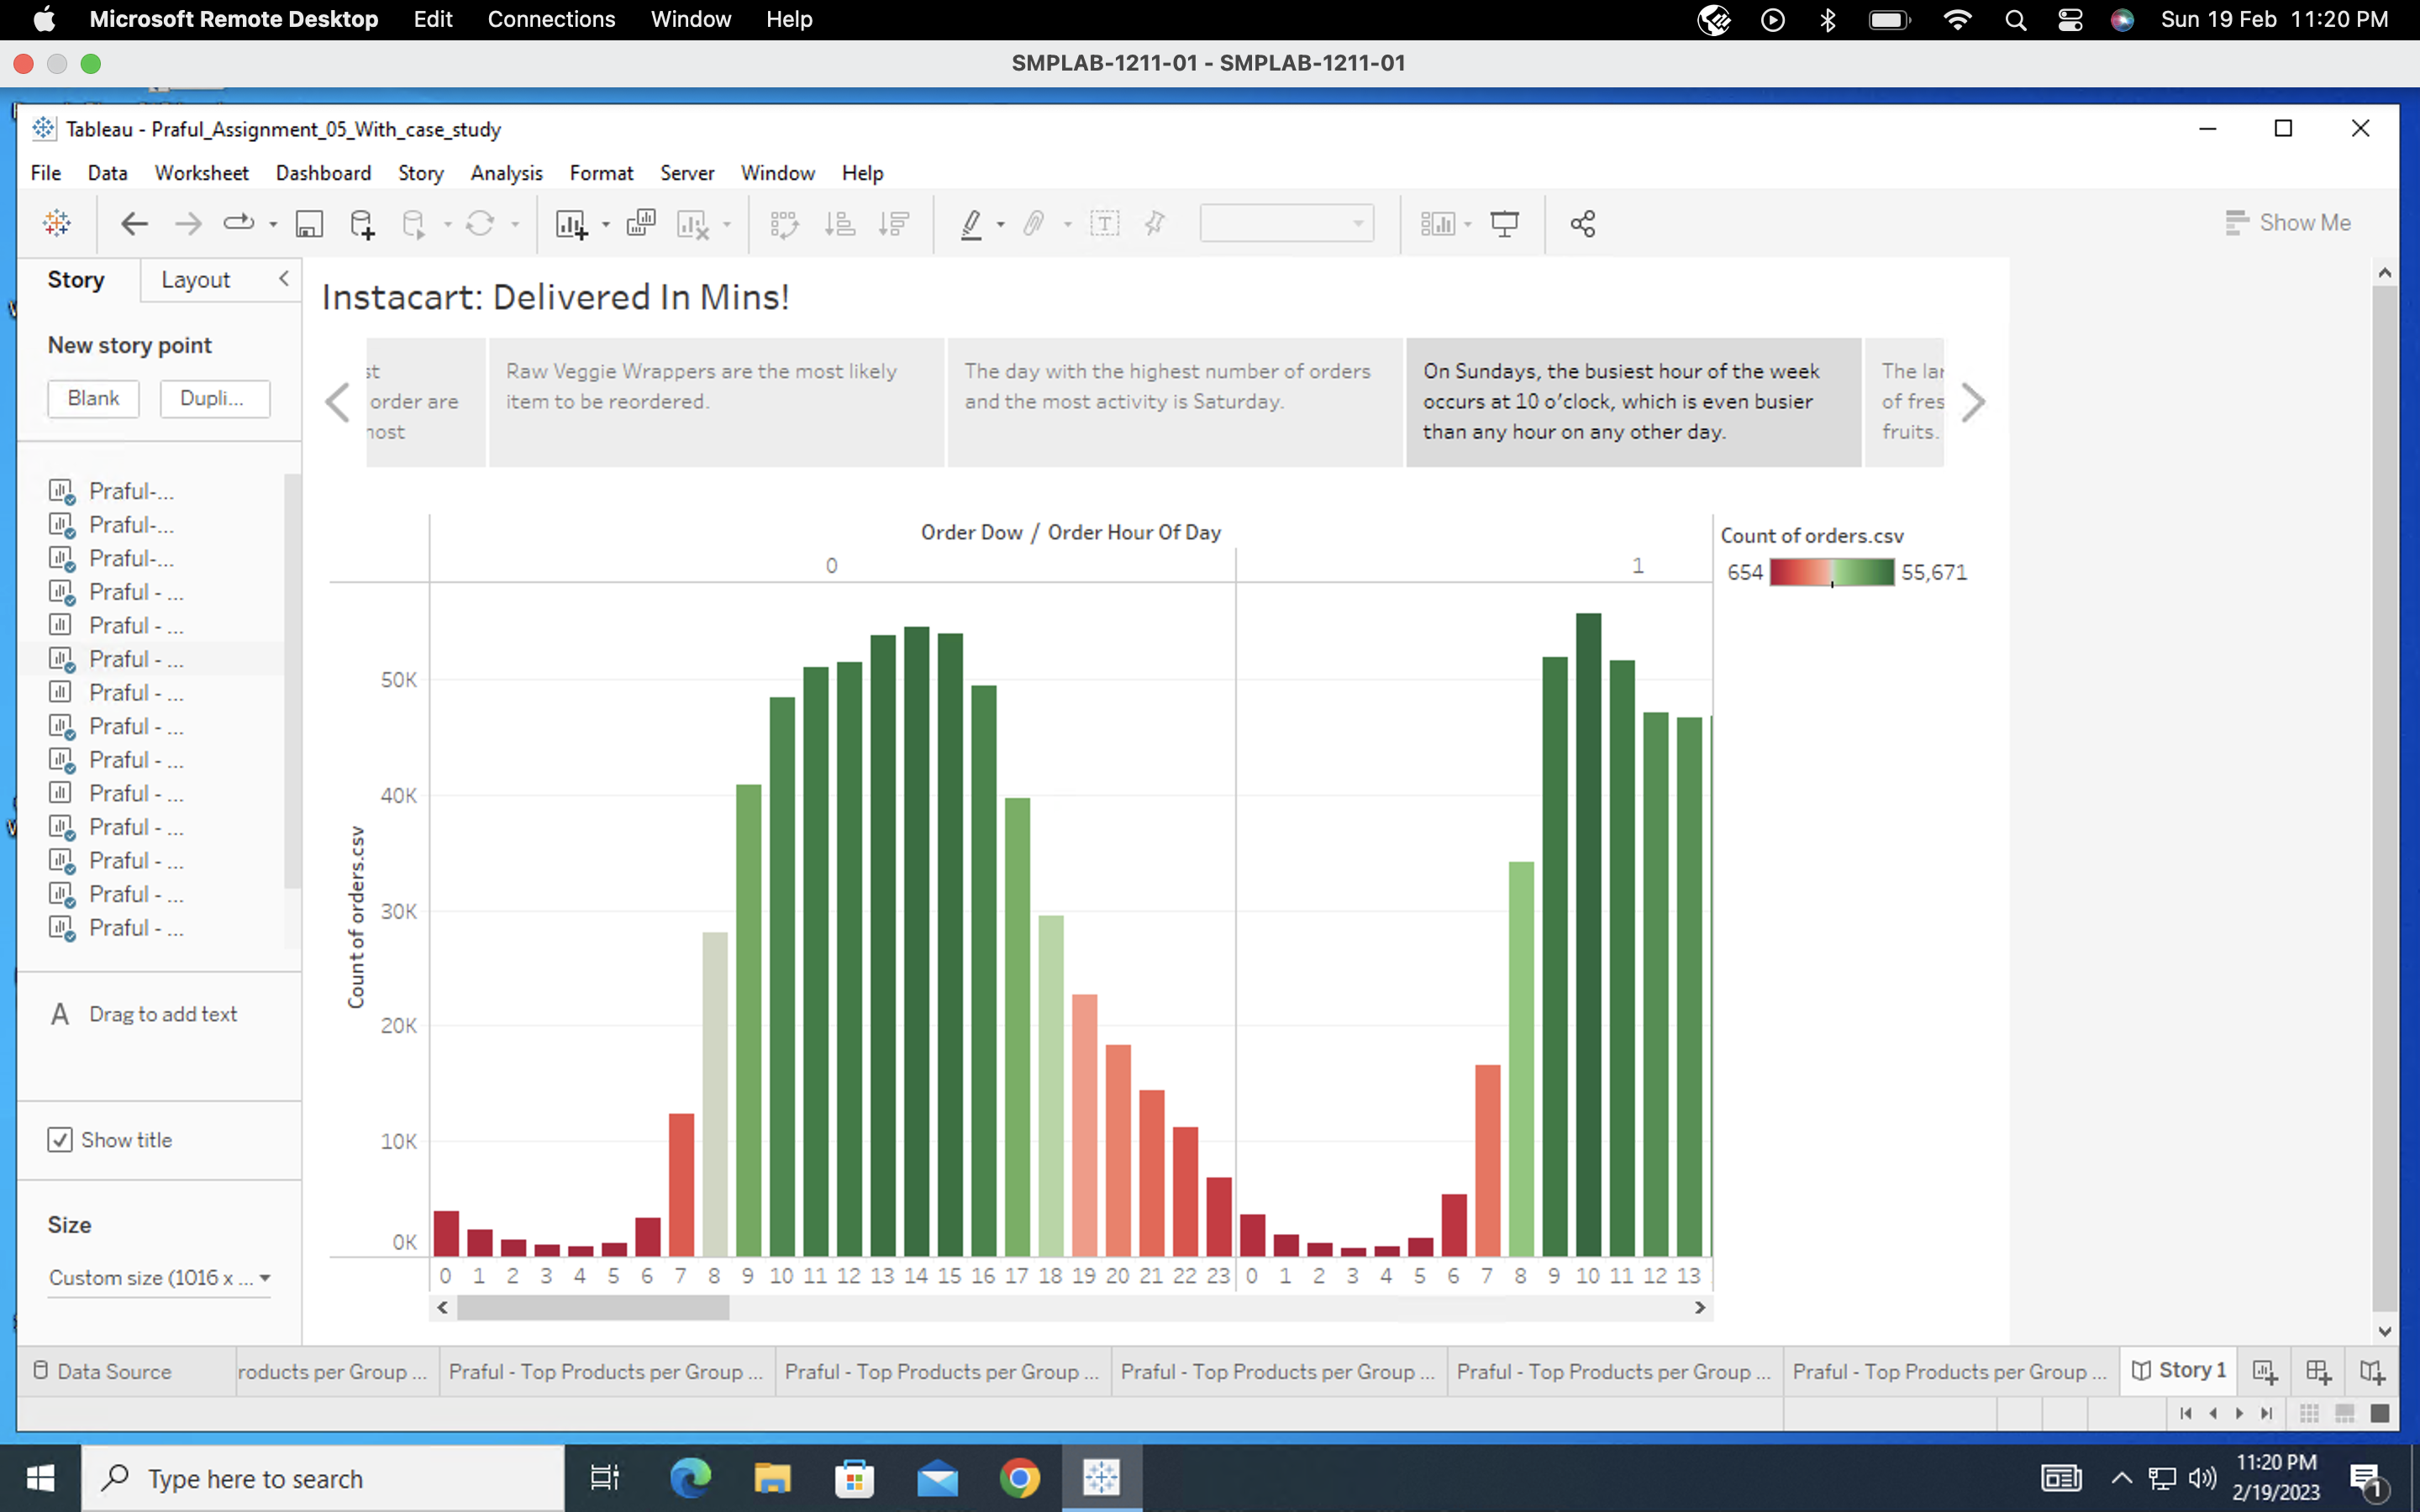 Microsoft Remote Desktop Edit Connections Window Help Sun 19 Feb 11:20 PM
SMPLAB-1211-01 - SMPLAB-1211-01
Tableau - Praful_Assignment_05_With_case_study
File Data Worksheet Dashboard Story Analysis Format Server Window Help
Show Me
Story Layout
New story point
Blank Dupli...
Praful-...
Praful-...
Praful-...
Praful - ...
Praful - ...
Praful - ...
Praful - ...
Praful - ...
Praful - ...
Praful - ...
Praful - ...
Praful - ...
Praful - ...
Praful - ...
A Drag to add text
Show title
Size
Custom size (1016 x ...
Instacart: Delivered In Mins!
st
order are
most
Raw Veggie Wrappers are the most likely
item to be reordered.
The day with the highest number of orders
and the most activity is Saturday.
On Sundays, the busiest hour of the week
occurs at 10 o'clock, which is even busier
than any hour on any other day.
The lar
of fres
fruits.
Order Dow / Order Hour Of Day
0 1
Count of orders.csv
654 55,671
Count of orders.csv
50K
40K
30K
20K
10K
0K
0 1 2 3 4 5 6 7 8 9 10 11 12 13 14 15 16 17 18 19 20 21 22 23 0 1 2 3 4 5 6 7 8 9 10 11 12 13
Data Source roducts per Group ... Praful - Top Products per Group ... Praful - Top Products per Group ... Praful - Top Products per Group ... Praful - Top Products per Group ... Praful - Top Products per Group ... Story 1
Type here to search
11:20 PM
2/19/2023
1